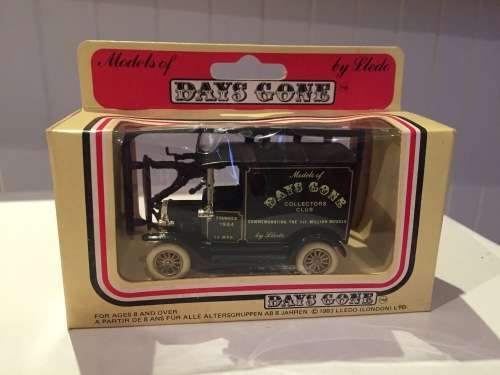 Models of by Lledo
DAYS GONE
Models of
DAYS GONE
COLLECTORS
CLUB
COMMEMORATING THE 1st MILLION MODELS
by Lledo
FOUNDED
1984
DAYS GONE
FOR AGES 8 AND OVER
A PARTIR DE 8 ANS FÜR ALLE ALTERSGRUPPEN AB 8 JAHREN © 1983 LLEDO (LONDON) LTD.